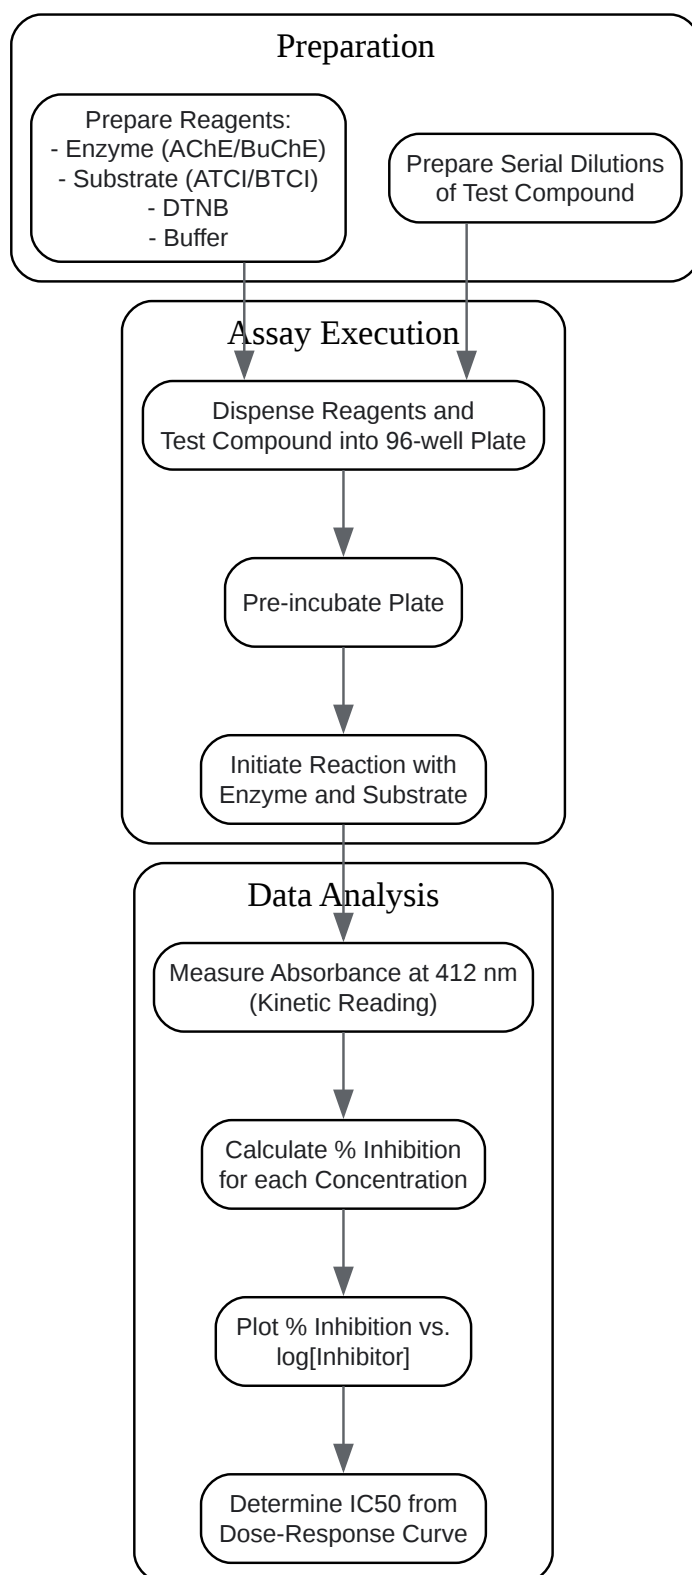 Preparation
Prepare Reagents:
- Enzyme (AChE/BuChE)
- Substrate (ATCI/BTCI)
- DTNB
- Buffer
Prepare Serial Dilutions
of Test Compound
Assay Execution
Dispense Reagents and
Test Compound into 96-well Plate
Pre-incubate Plate
Initiate Reaction with
Enzyme and Substrate
Data Analysis
Measure Absorbance at 412 nm
(Kinetic Reading)
Calculate % Inhibition
for each Concentration
Plot % Inhibition vs.
log[Inhibitor]
Determine IC50 from
Dose-Response Curve